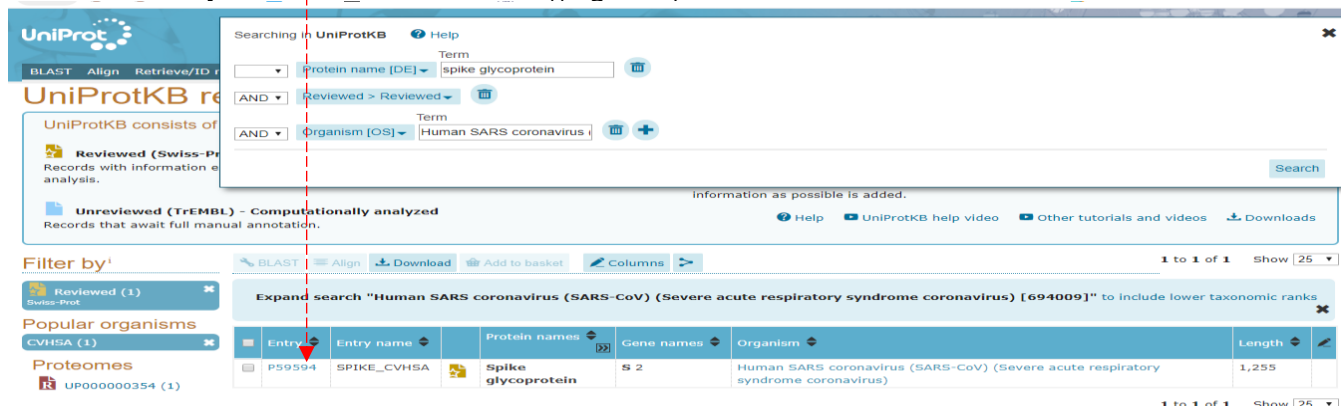 UniProt
Searching in UniProtKB Help
Term
Protein name [DE] spike glycoprotein
BLAST Align Retrieve/ID r
AND Reviewed > Reviewed
UniProtKB re
Term
UniProtKB consists of
AND Organism [OS] Human SARS coronavirus
Reviewed (Swiss-Pr
Records with information e
analysis.
Search
information as possible is added.
Unreviewed (TrEMBL) - Computationally analyzed
Records that await full manual annotation.
Help UniProtKB help video Other tutorials and videos Downloads
Filter by i
BLAST Align Download Add to basket Columns
1 to 1 of 1 Show 25
Reviewed (1)
Swiss-Prot
Expand search "Human SARS coronavirus (SARS-CoV) (Severe acute respiratory syndrome coronavirus) [694009]" to include lower taxonomic ranks
Popular organisms
CVHSA (1)
Entry Entry name Protein names Gene names Organism Length
Proteomes
UP000000354 (1)
P59594 SPIKE_CVHSA Spike glycoprotein S 2 Human SARS coronavirus (SARS-CoV) (Severe acute respiratory syndrome coronavirus) 1,255
1 to 1 of 1 Show 25